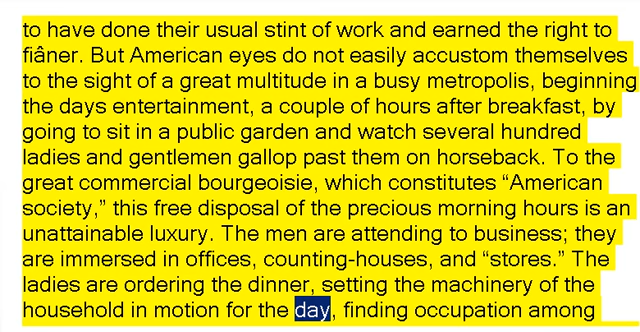 to have done their usual stint of work and earned the right to
fiâner. But American eyes do not easily accustom themselves
to the sight of a great multitude in a busy metropolis, beginning
the days entertainment, a couple of hours after breakfast, by
going to sit in a public garden and watch several hundred
ladies and gentlemen gallop past them on horseback. To the
great commercial bourgeoisie, which constitutes “American
society,” this free disposal of the precious morning hours is an
unattainable luxury. The men are attending to business; they
are immersed in offices, counting-houses, and “stores.” The
ladies are ordering the dinner, setting the machinery of the
household in motion for the day, finding occupation among